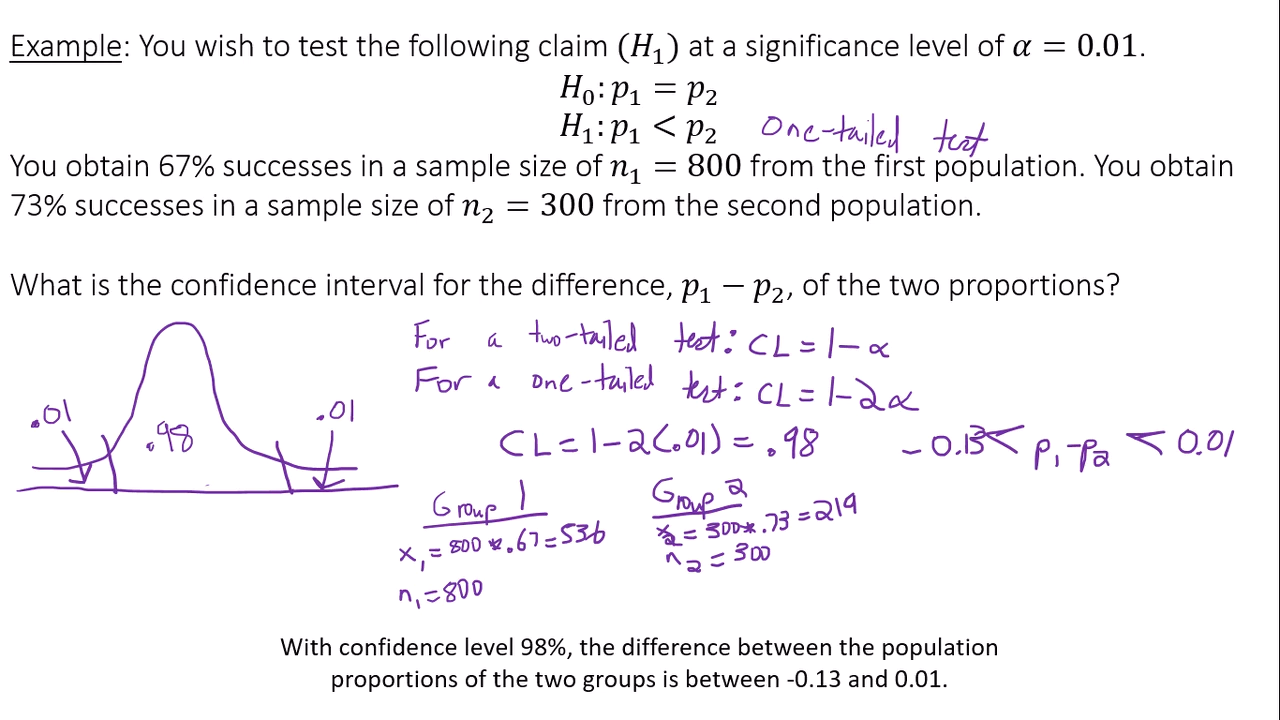 Example: You wish to test the following claim (H₁) at a significance level of α = 0.01.
H₀: p₁ = p₂
H₁: p₁ < p₂ One-tailed test
You obtain 67% successes in a sample size of n₁ = 800 from the first population. You obtain
73% successes in a sample size of n₂ = 300 from the second population.
What is the confidence interval for the difference, p₁ − p₂, of the two proportions?
For a two-tailed test: CL = 1-α
For a one-tailed test: CL = 1-2α
.01 .98 .01
CL = 1-2(.01) = .98
-0.13 < p₁-p₂ < 0.01
Group 1
x₁ = 800 * .67 = 536
n₁ = 800
Group 2
x₂ = 300 * .73 = 219
n₂ = 300
With confidence level 98%, the difference between the population
proportions of the two groups is between -0.13 and 0.01.